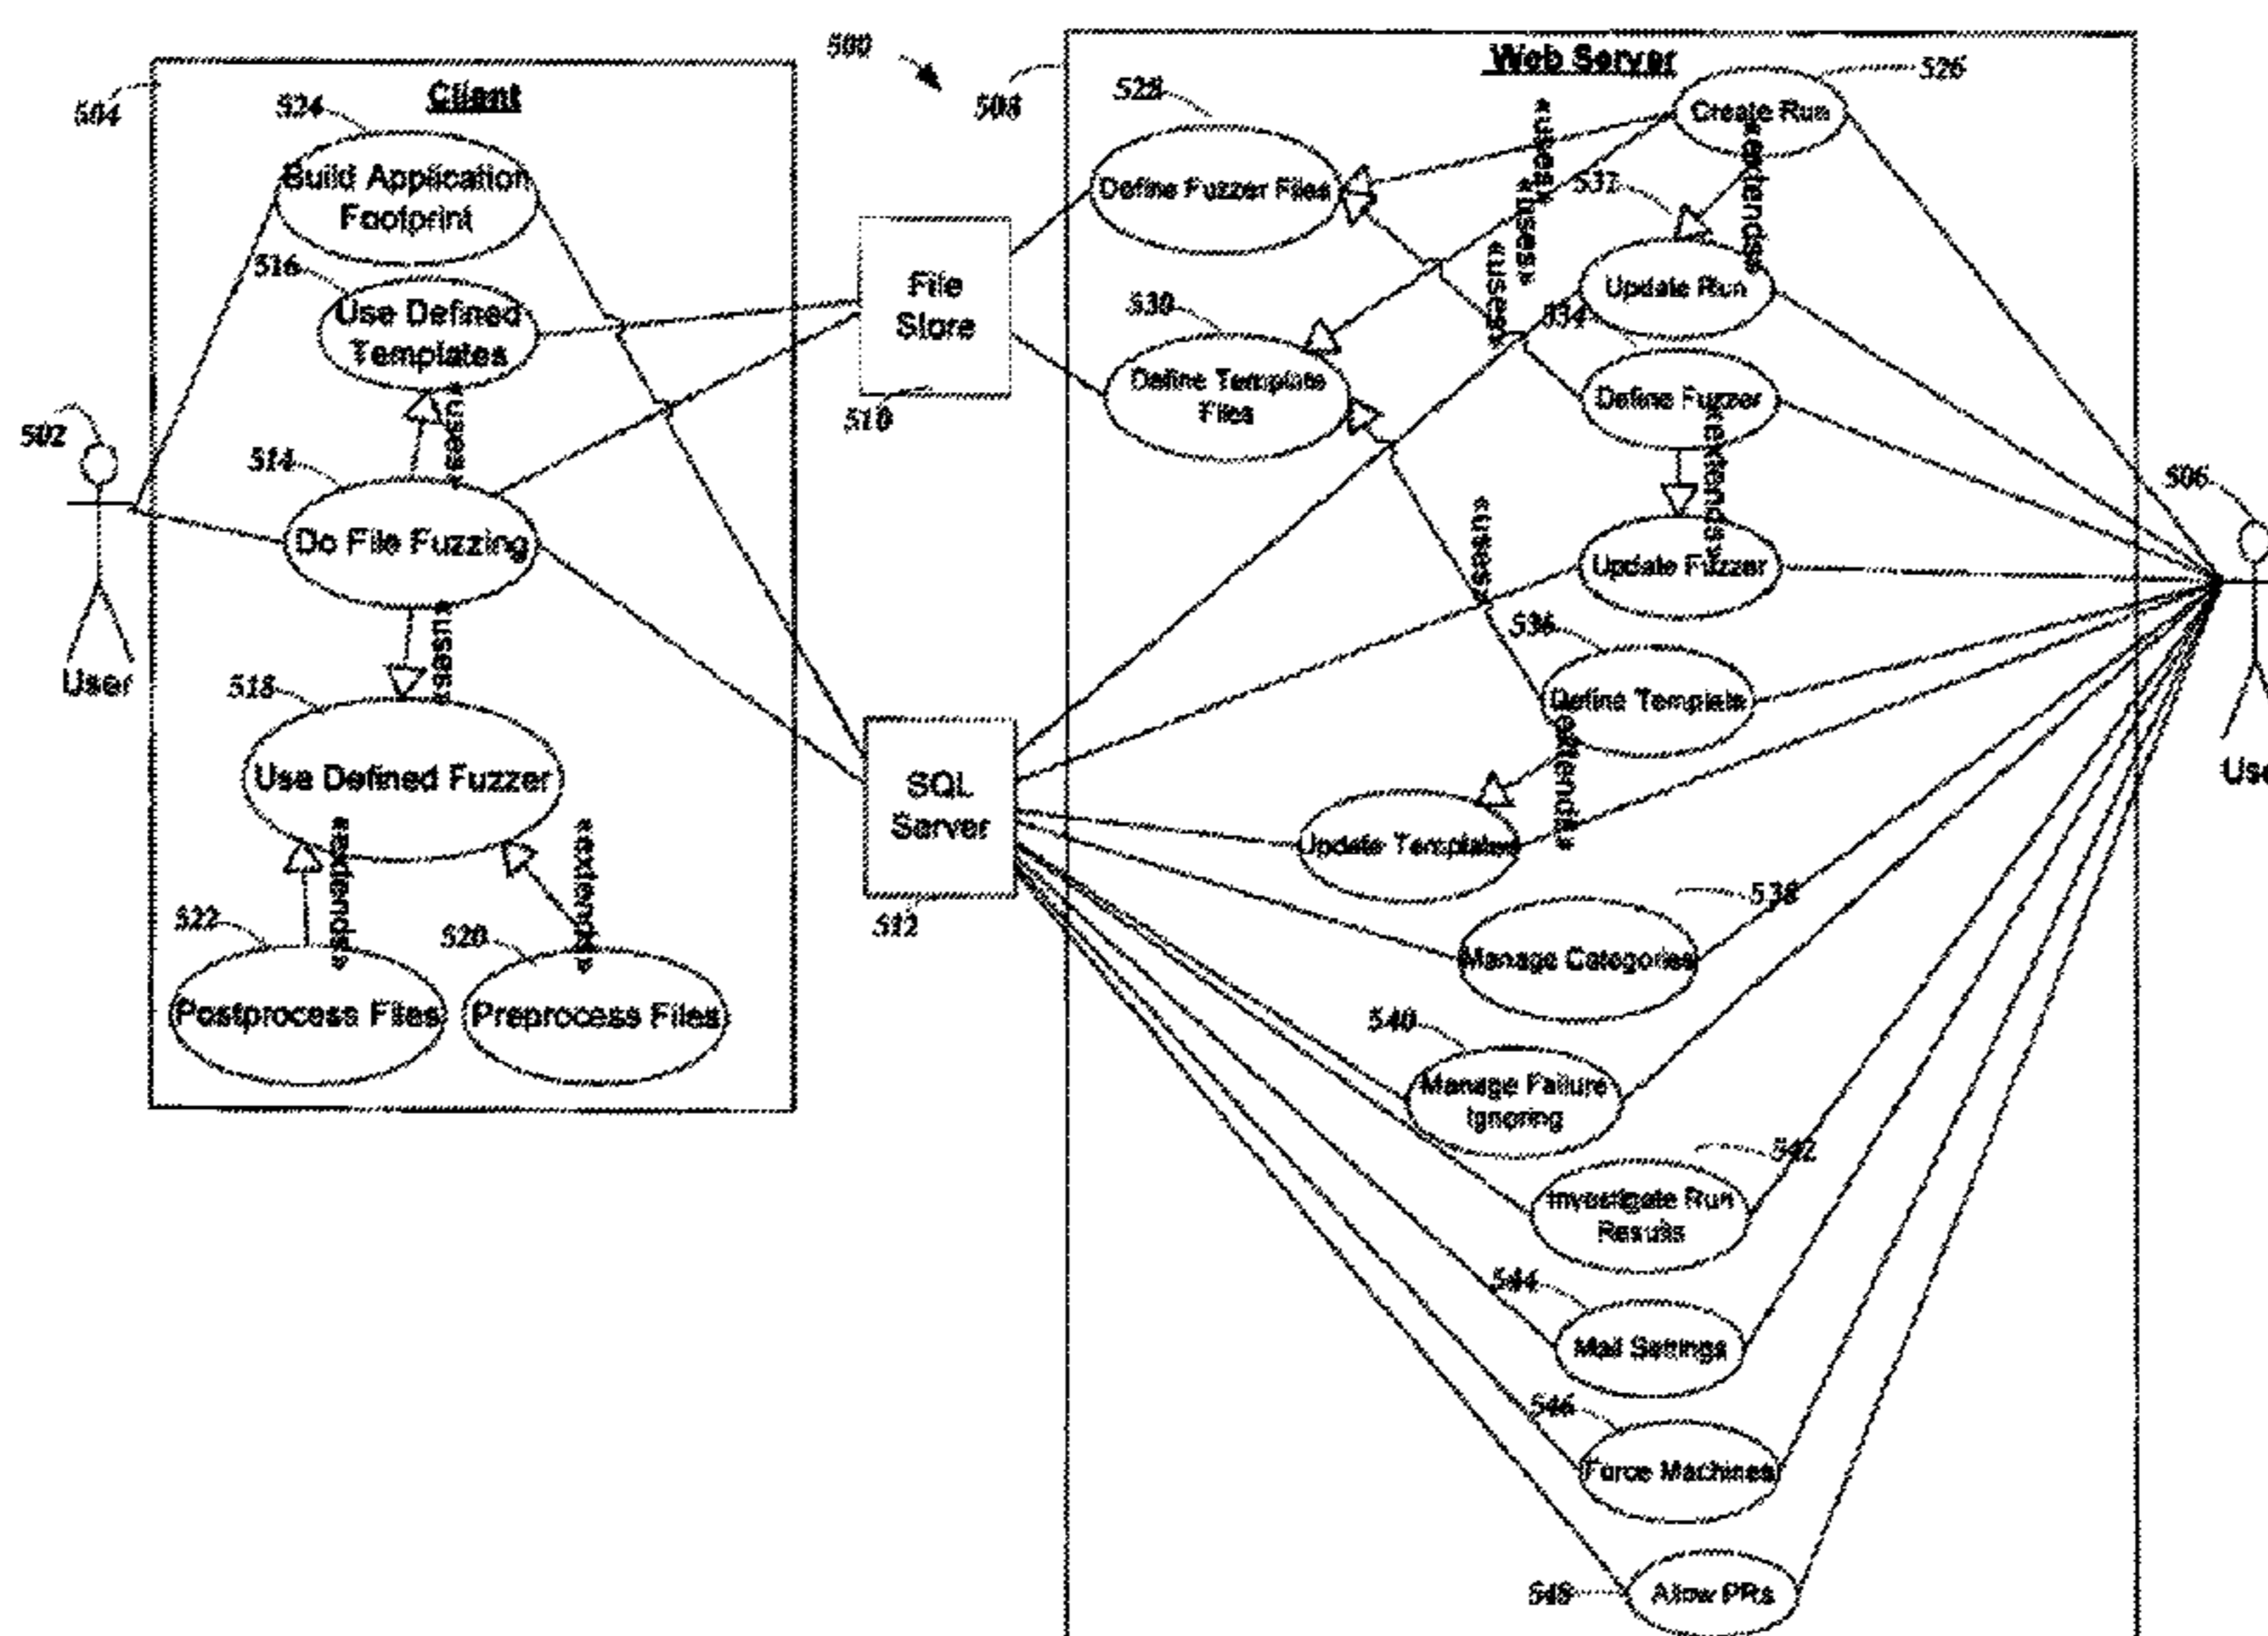 500
504
Client
524
Build Application
Footprint
516
Use Defined
Templates
«uses»
514
Do File Fuzzing
«uses»
518
Use Defined Fuzzer
«extends»
«extends»
522
520
Postprocess Files
Preprocess Files
502
User
File
Store
510
SQL
Server
512
508
Web Server
528
Define Fuzzer Files
530
Define Template
Files
«uses»
«uses»
«uses»
526
Create Run
«extends»
532
Update Run
534
Define Fuzzer
«extends»
Update Fuzzer
«uses»
536
Define Template
«extends»
Update Templates
538
Manage Categories
540
Manage Failure
Ignoring
542
Investigate Run
Results
544
Mail Settings
546
Force Machines
548
Allow PRs
506
Use